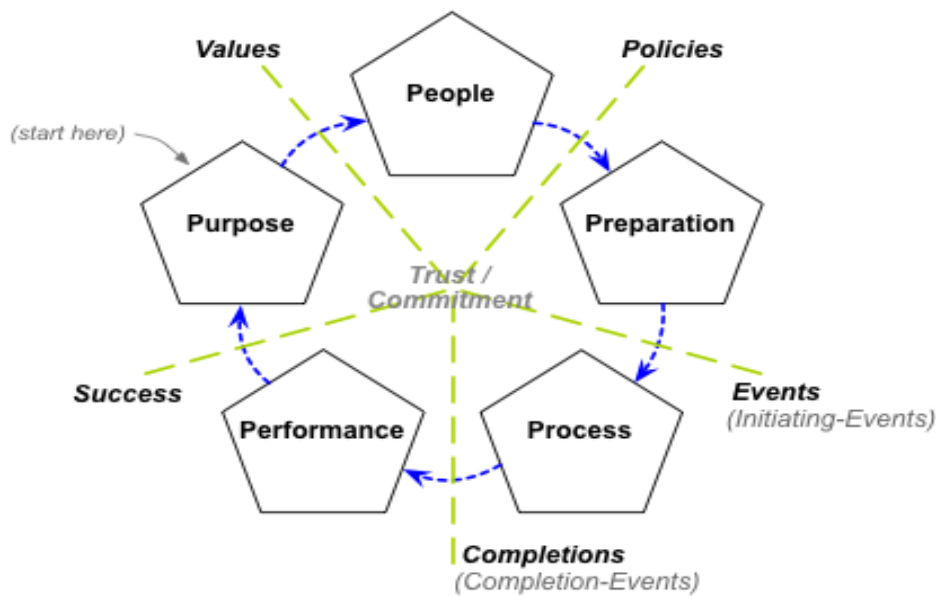 Values
Policies
People
(start here)
Purpose
Preparation
Trust /
Commitment
Success
Events
(Initiating-Events)
Performance
Process
Completions
(Completion-Events)